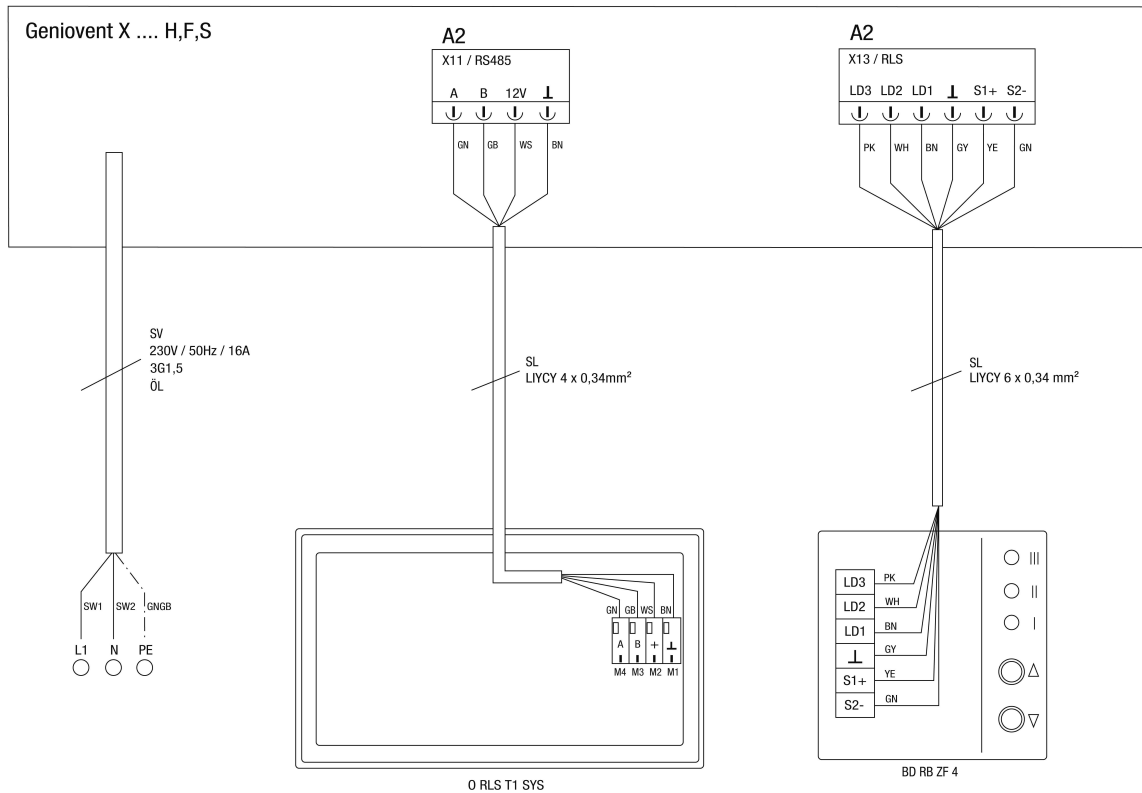 Geniovent X .... H,F,S
A2
X11 / RS485
A B 12V ⊥
GN GB WS BN
A2
X13 / RLS
LD3 LD2 LD1 ⊥ S1+ S2-
PK WH BN GY YE GN
SV
230V / 50Hz / 16A
3G1,5
ÖL
SL
LIYCY 4 x 0,34mm²
SL
LIYCY 6 x 0,34 mm²
SW1 SW2 GNGB
L1 N PE
GN GB WS BN
A B + ⊥
M4 M3 M2 M1
O RLS T1 SYS
LD3 PK
LD2 WH
LD1 BN
⊥ GY
S1+ YE
S2- GN
III
II
I
BD RB ZF 4